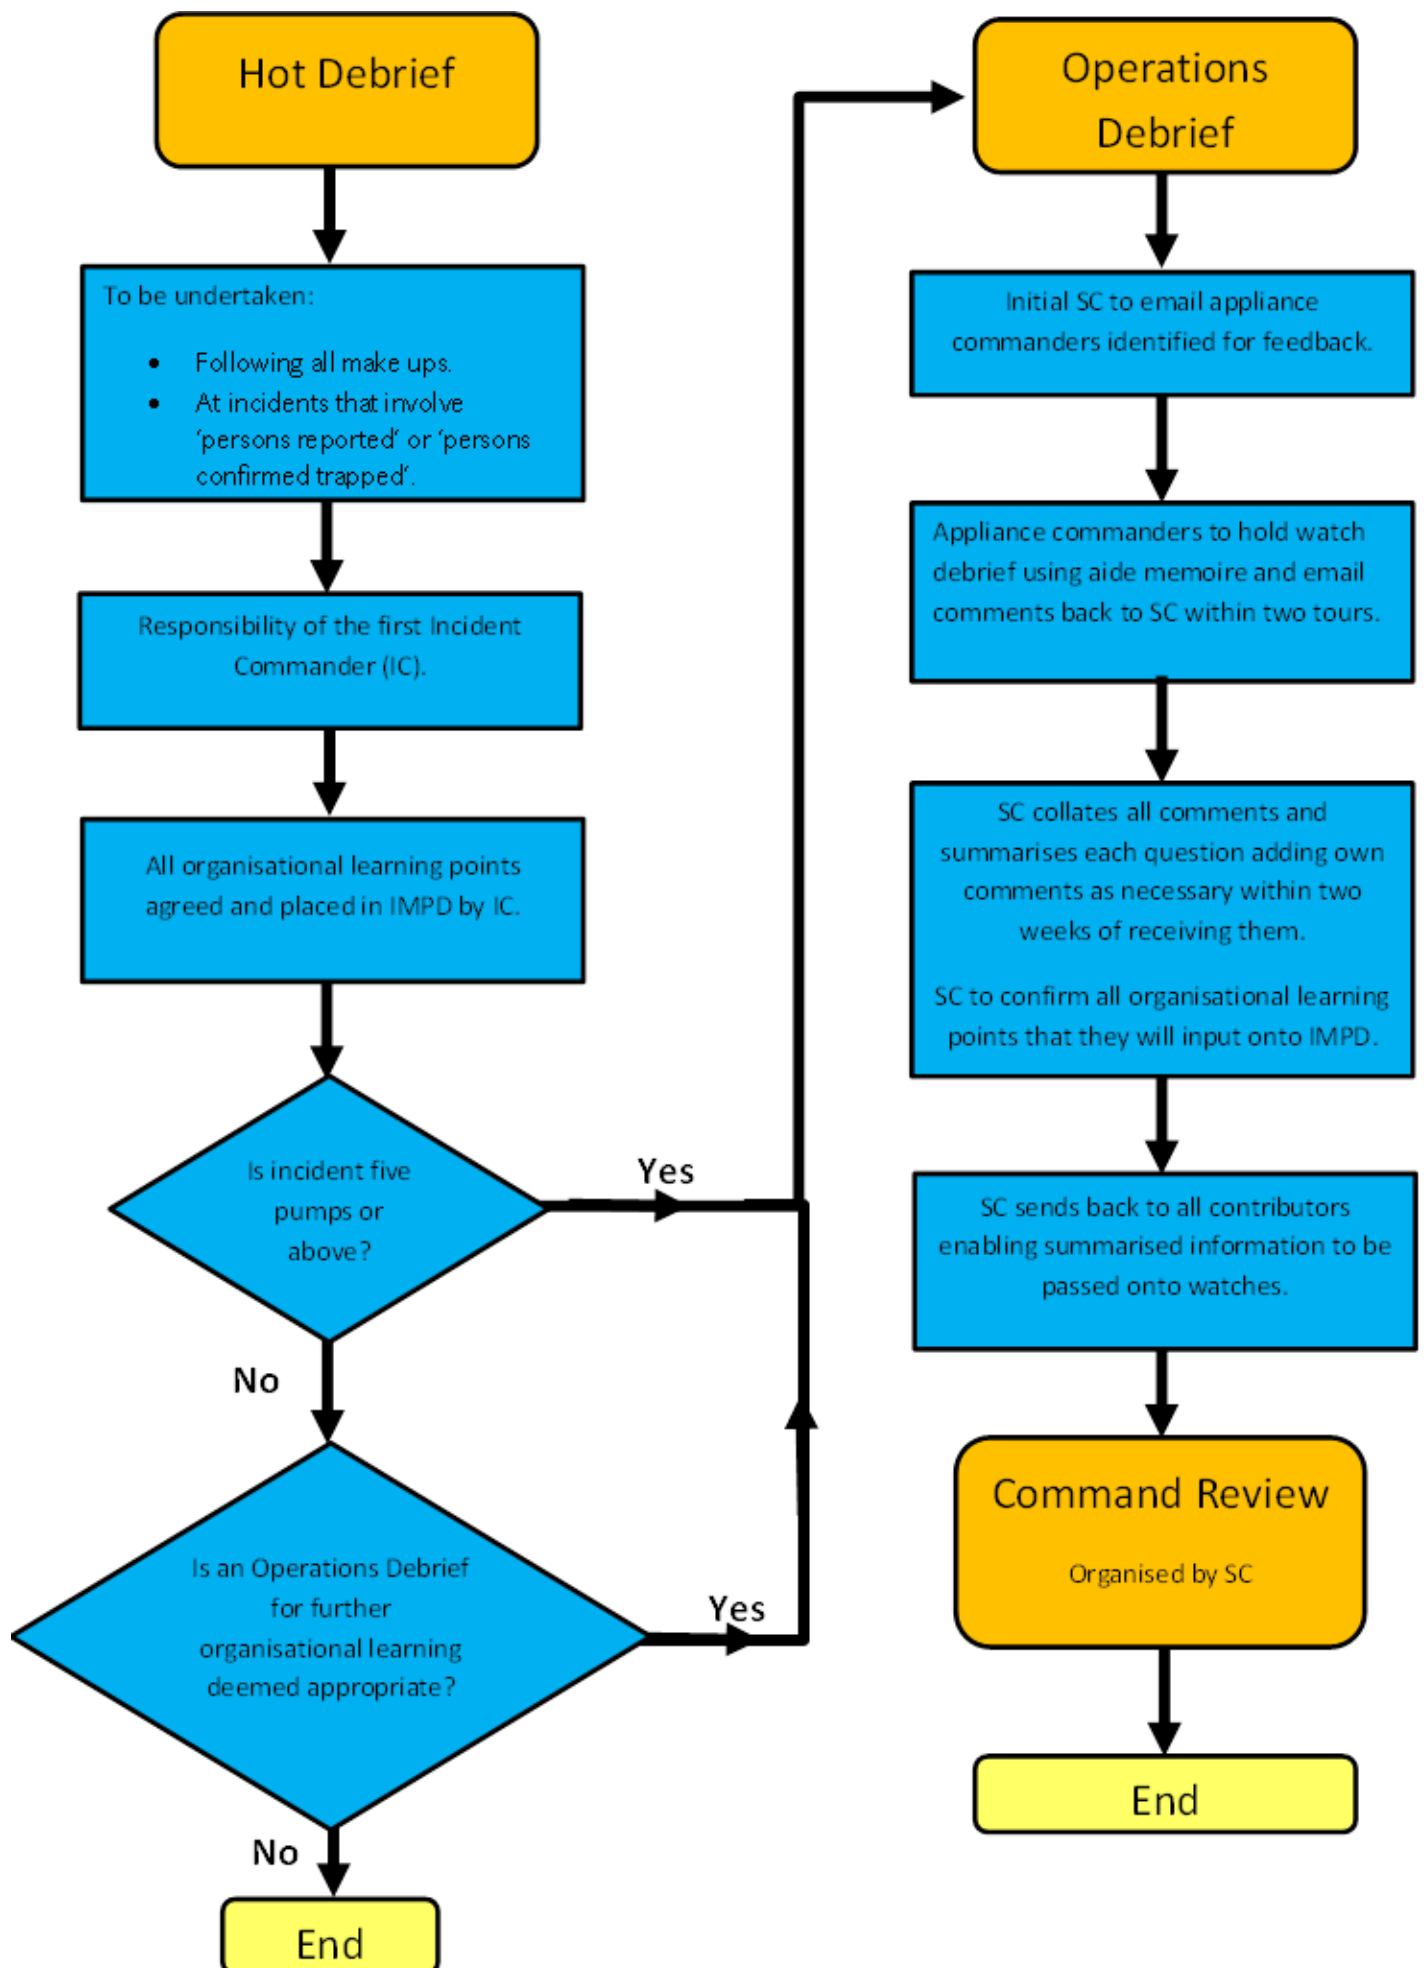 Hot Debrief
To be undertaken:
• Following all make ups.
• At incidents that involve
‘persons reported‘ or ‘persons
confirmed trapped‘.
Responsibility of the first Incident
Commander (IC).
All organisational learning points
agreed and placed in IMPD by IC.
Is incident five
pumps or
above?
Yes
No
Is an Operations Debrief
for further
organisational learning
deemed appropriate?
Yes
No
End
Operations
Debrief
Initial SC to email appliance
commanders identified for feedback.
Appliance commanders to hold watch
debrief using aide memoire and email
comments back to SC within two tours.
SC collates all comments and
summarises each question adding own
comments as necessary within two
weeks of receiving them.
SC to confirm all organisational learning
points that they will input onto IMPD.
SC sends back to all contributors
enabling summarised information to be
passed onto watches.
Command Review
Organised by SC
End